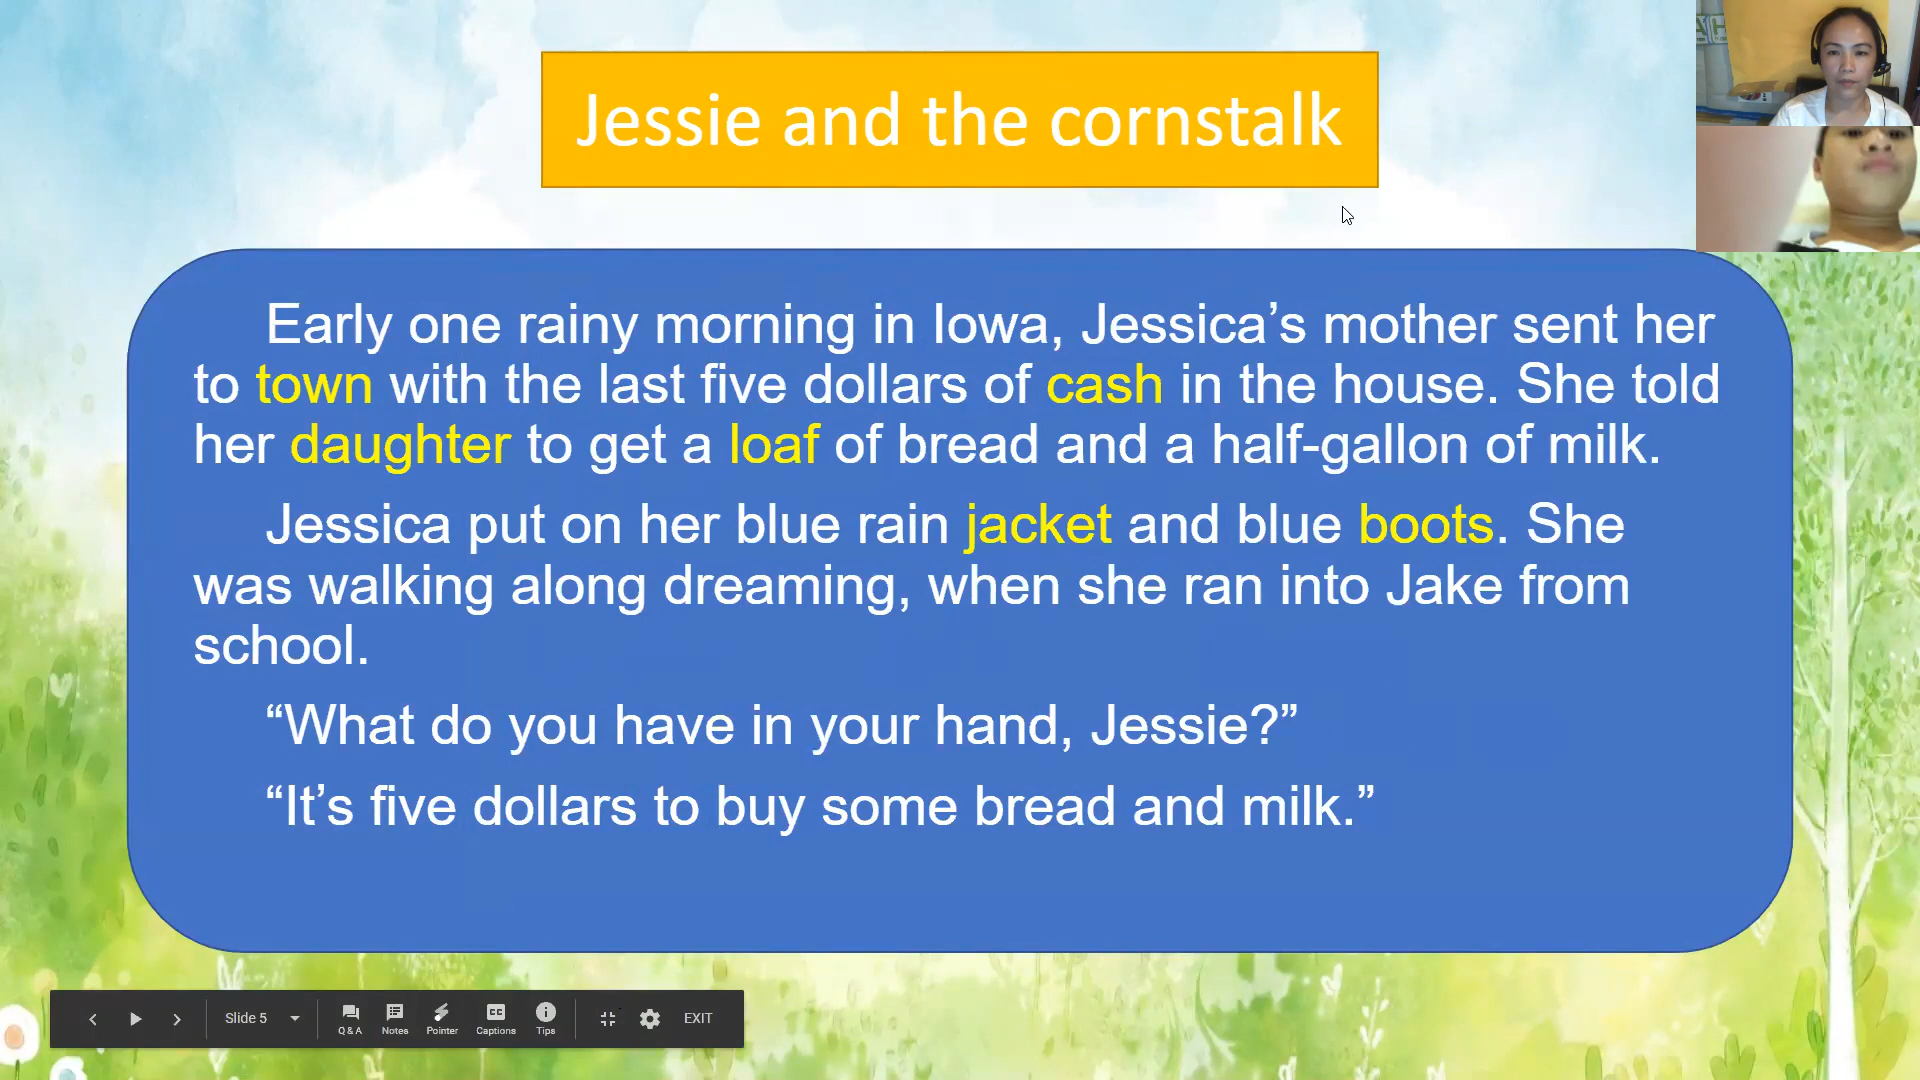 Jessie and the cornstalk
Early one rainy morning in Iowa, Jessica’s mother sent her
to town with the last five dollars of cash in the house. She told
her daughter to get a loaf of bread and a half-gallon of milk.
Jessica put on her blue rain jacket and blue boots. She
was walking along dreaming, when she ran into Jake from
school.
“What do you have in your hand, Jessie?”
“It’s five dollars to buy some bread and milk.”
Slide 5
Q & A
Notes
Pointer
CC
Captions
Tips
EXIT